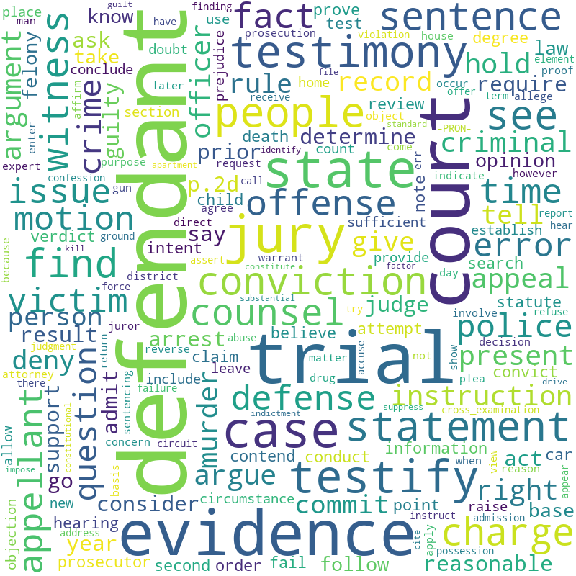 place
man
guilt
have
finding
prosecution
violation
house
court
element
use
prove
degree
law
proof
know
doubt
test
fact
sentence
later
felony
ask
take
conclude
affirm
enter
argument
witness
crime
guilty
section
officer
prejudice
home
testimony
hold
require
term
allege
rule
record
occur
offer
file
receive
object
standard
-PRON-
come
people
review
see
expert
purpose
death
determine
criminal
identify
count
request
call
gun
confession
apartment
defendant
prior
opinion
indicate
however
issue
p.2d
state
note
err
time
report
hear
child
agree
sufficient
direct
motion
say
offense
establish
tell
verdict
intent
warrant
provide
error
because
kill
ground
assert
constitute
factor
day
search
find
district
jury
give
appeal
force
juror
conviction
substantial
try
statute
victim
abuse
counsel
judge
involve
refuse
person
reverse
arrest
believe
attempt
police
decision
result
judgment
return
claim
matter
accuse
not
show
present
deny
attorney
there
sentencing
include
leave
drug
plea
convict
drive
failure
trial
indictment
defense
suppress
cross_examination
instruction
appellant
support
question
constitutional
go
admit
murder
concern
circuit
case
statement
information
when
view
reason
act
car
appear
allow
impose
basis
argue
contend
conduct
testify
right
base
new
consider
circumstance
commit
point
raise
admission
objection
address
hearing
evidence
instruct
cite
apply
possession
year
prosecutor
second
order
fail
follow
charge
reasonable